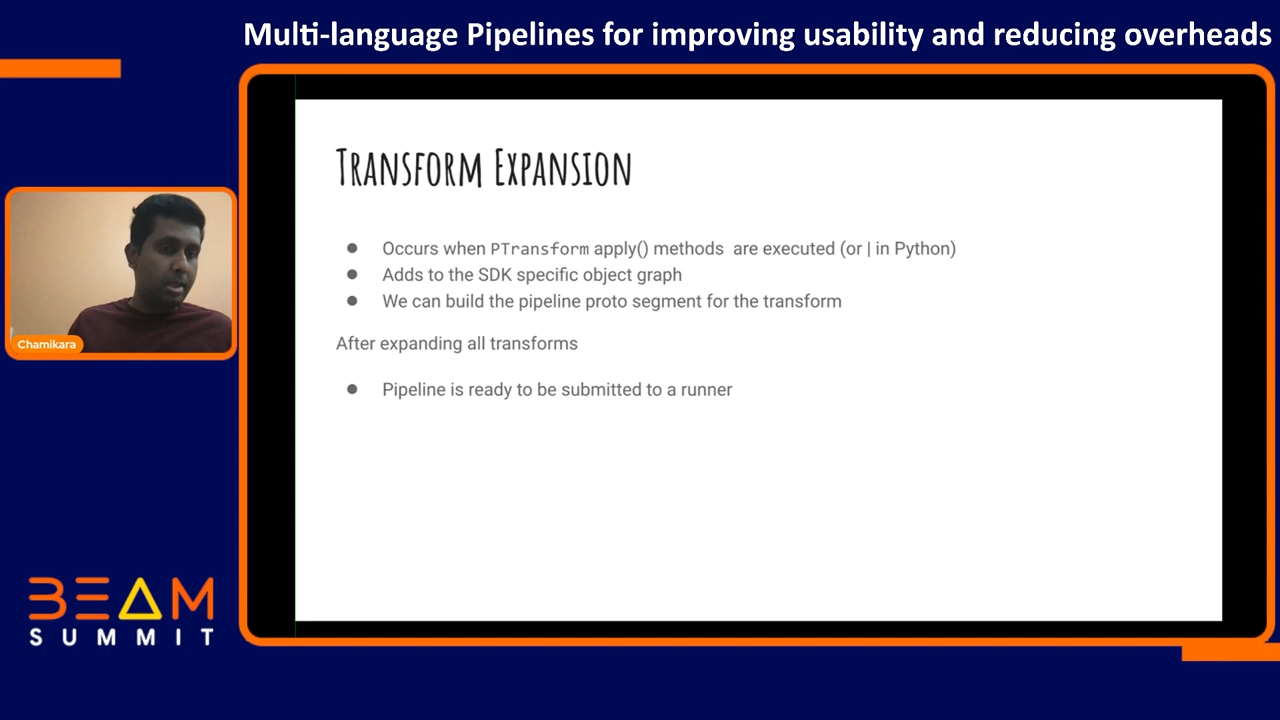 Multi-language Pipelines for improving usability and reducing overheads
TRANSFORM EXPANSION
● Occurs when PTransform apply() methods are executed (or | in Python)
● Adds to the SDK specific object graph
● We can build the pipeline proto segment for the transform
After expanding all transforms
● Pipeline is ready to be submitted to a runner
Chamikara
BEAM
SUMMIT